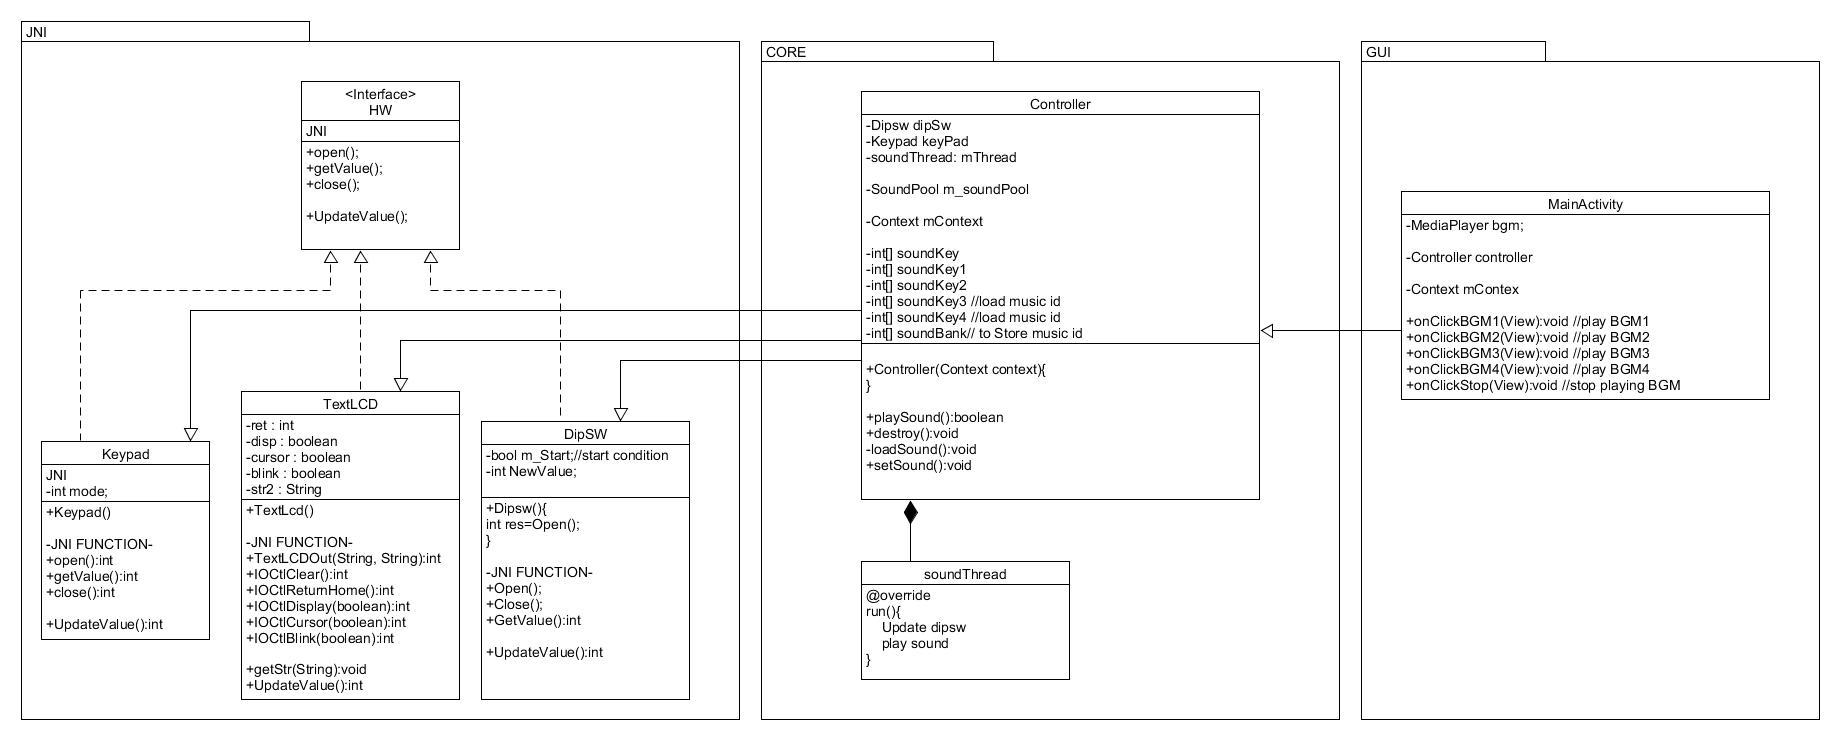 JNI
<Interface>
HW
JNI
+open();
+getValue();
+close();
+UpdateValue();
Keypad
JNI
-int mode;
+Keypad()
-JNI FUNCTION-
+open():int
+getValue():int
+close():int
+UpdateValue():int
TextLCD
-ret : int
-disp : boolean
-cursor : boolean
-blink : boolean
-str2 : String
+TextLcd()
-JNI FUNCTION-
+TextLCDOut(String, String):int
+IOCtlClear():int
+IOCtlReturnHome():int
+IOCtlDisplay(boolean):int
+IOCtlCursor(boolean):int
+IOCtlBlink(boolean):int
+getStr(String):void
+UpdateValue():int
DipSW
-bool m_Start;//start condition
-int NewValue;
+Dipsw(){
int res=Open();
}
-JNI FUNCTION-
+Open();
+Close();
+GetValue():int
+UpdateValue():int
CORE
Controller
-Dipsw dipSw
-Keypad keyPad
-soundThread: mThread
-SoundPool m_soundPool
-Context mContext
-int[] soundKey
-int[] soundKey1
-int[] soundKey2
-int[] soundKey3 //load music id
-int[] soundKey4 //load music id
-int[] soundBank// to Store music id
+Controller(Context context){
}
+playSound():boolean
+destroy():void
-loadSound():void
+setSound():void
soundThread
@override
run(){
Update dipsw
play sound
}
GUI
MainActivity
-MediaPlayer bgm;
-Controller controller
-Context mContex
+onClickBGM1(View):void //play BGM1
+onClickBGM2(View):void //play BGM2
+onClickBGM3(View):void //play BGM3
+onClickBGM4(View):void //play BGM4
+onClickStop(View):void //stop playing BGM